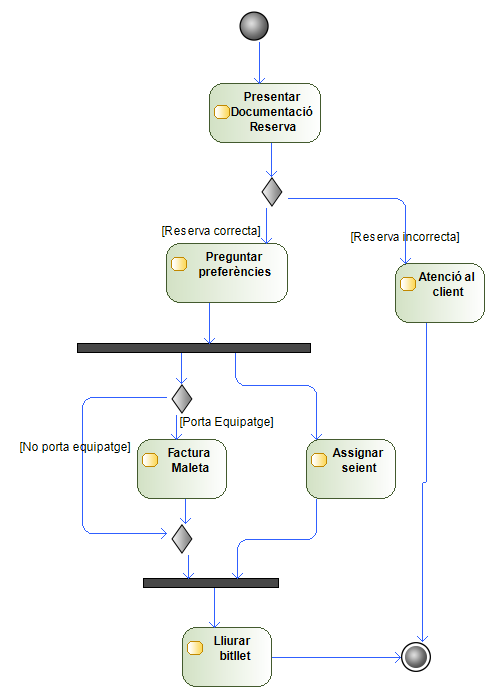 Presentar
Documentació
Reserva
[Reserva correcta]
[Reserva incorrecta]
Preguntar
preferències
Atenció al
client
[Porta Equipatge]
[No porta equipatge]
Factura
Maleta
Assignar
seient
Lliurar
bitllet